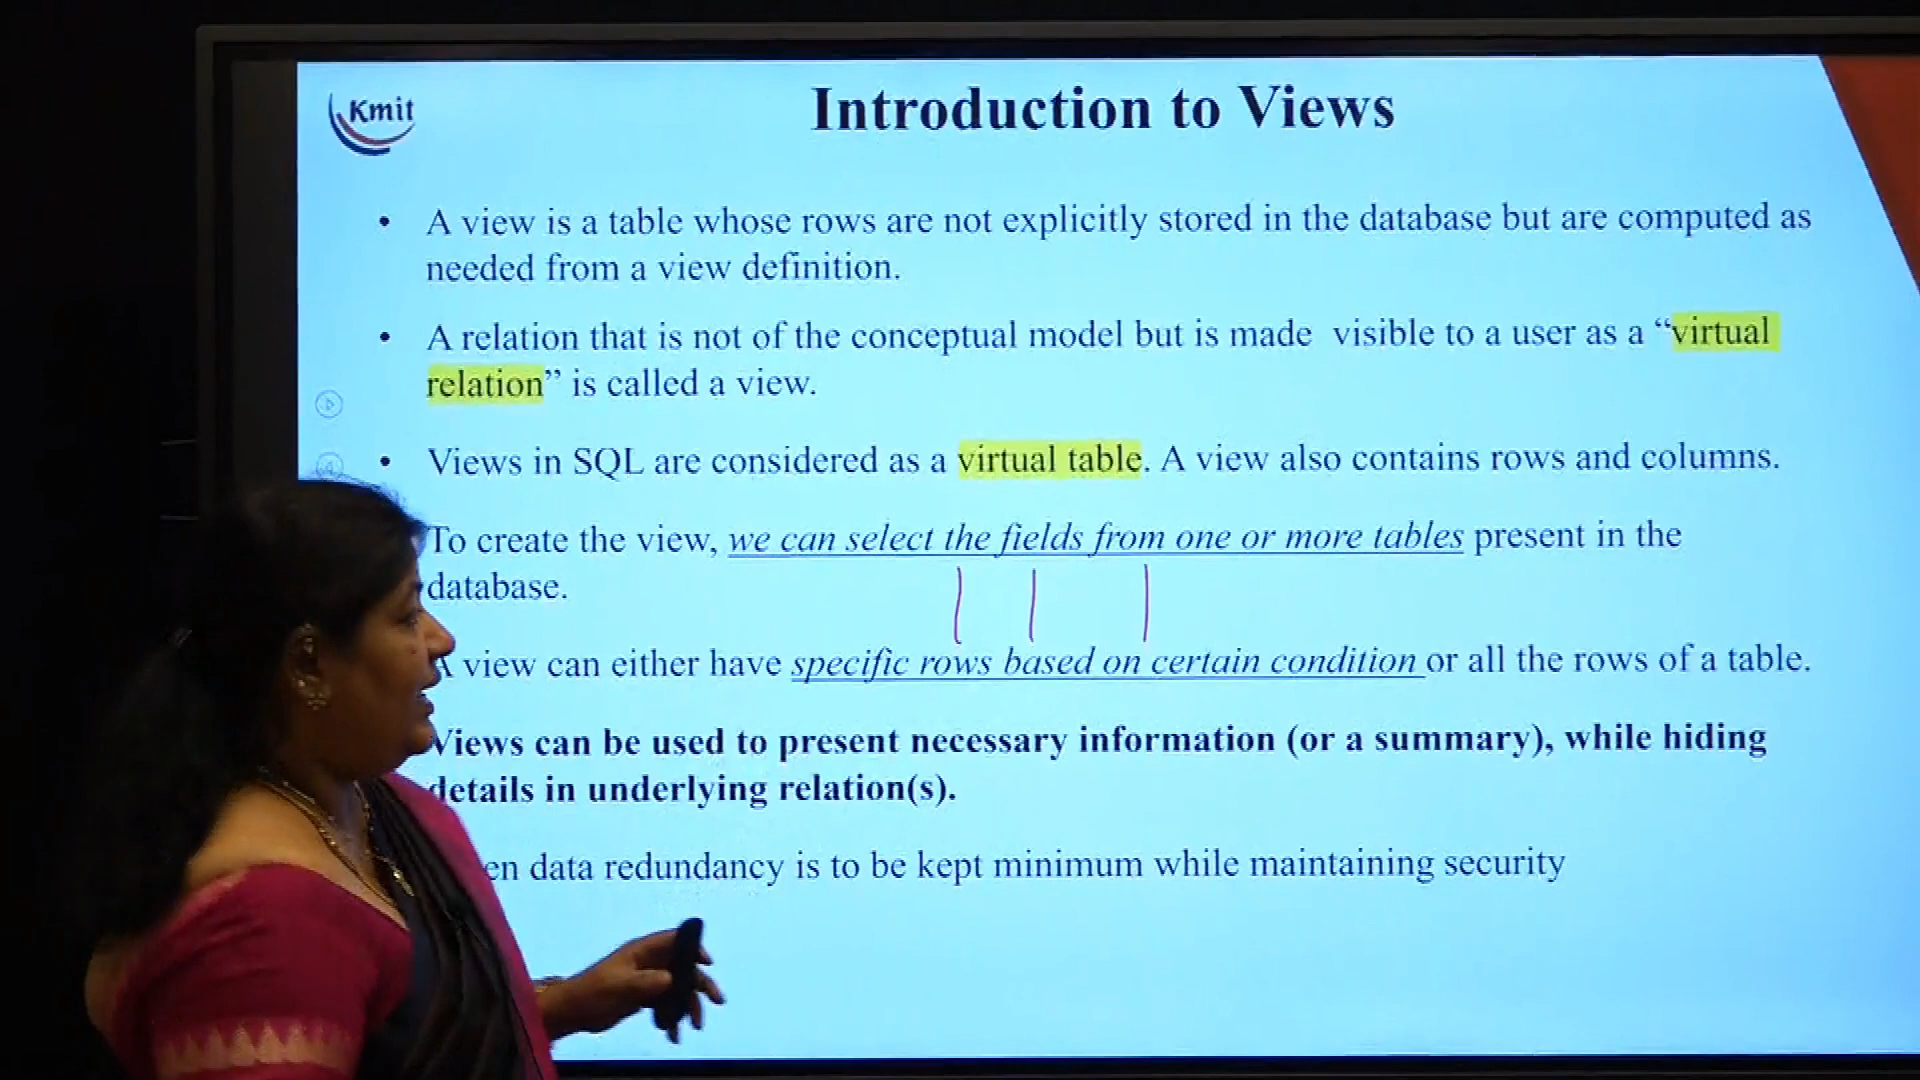 Kmit
Introduction to Views
• A view is a table whose rows are not explicitly stored in the database but are computed as
needed from a view definition.
• A relation that is not of the conceptual model but is made visible to a user as a “virtual
relation” is called a view.
• Views in SQL are considered as a virtual table. A view also contains rows and columns.
To create the view, we can select the fields from one or more tables present in the
database.
A view can either have specific rows based on certain condition or all the rows of a table.
Views can be used to present necessary information (or a summary), while hiding
details in underlying relation(s).
en data redundancy is to be kept minimum while maintaining security